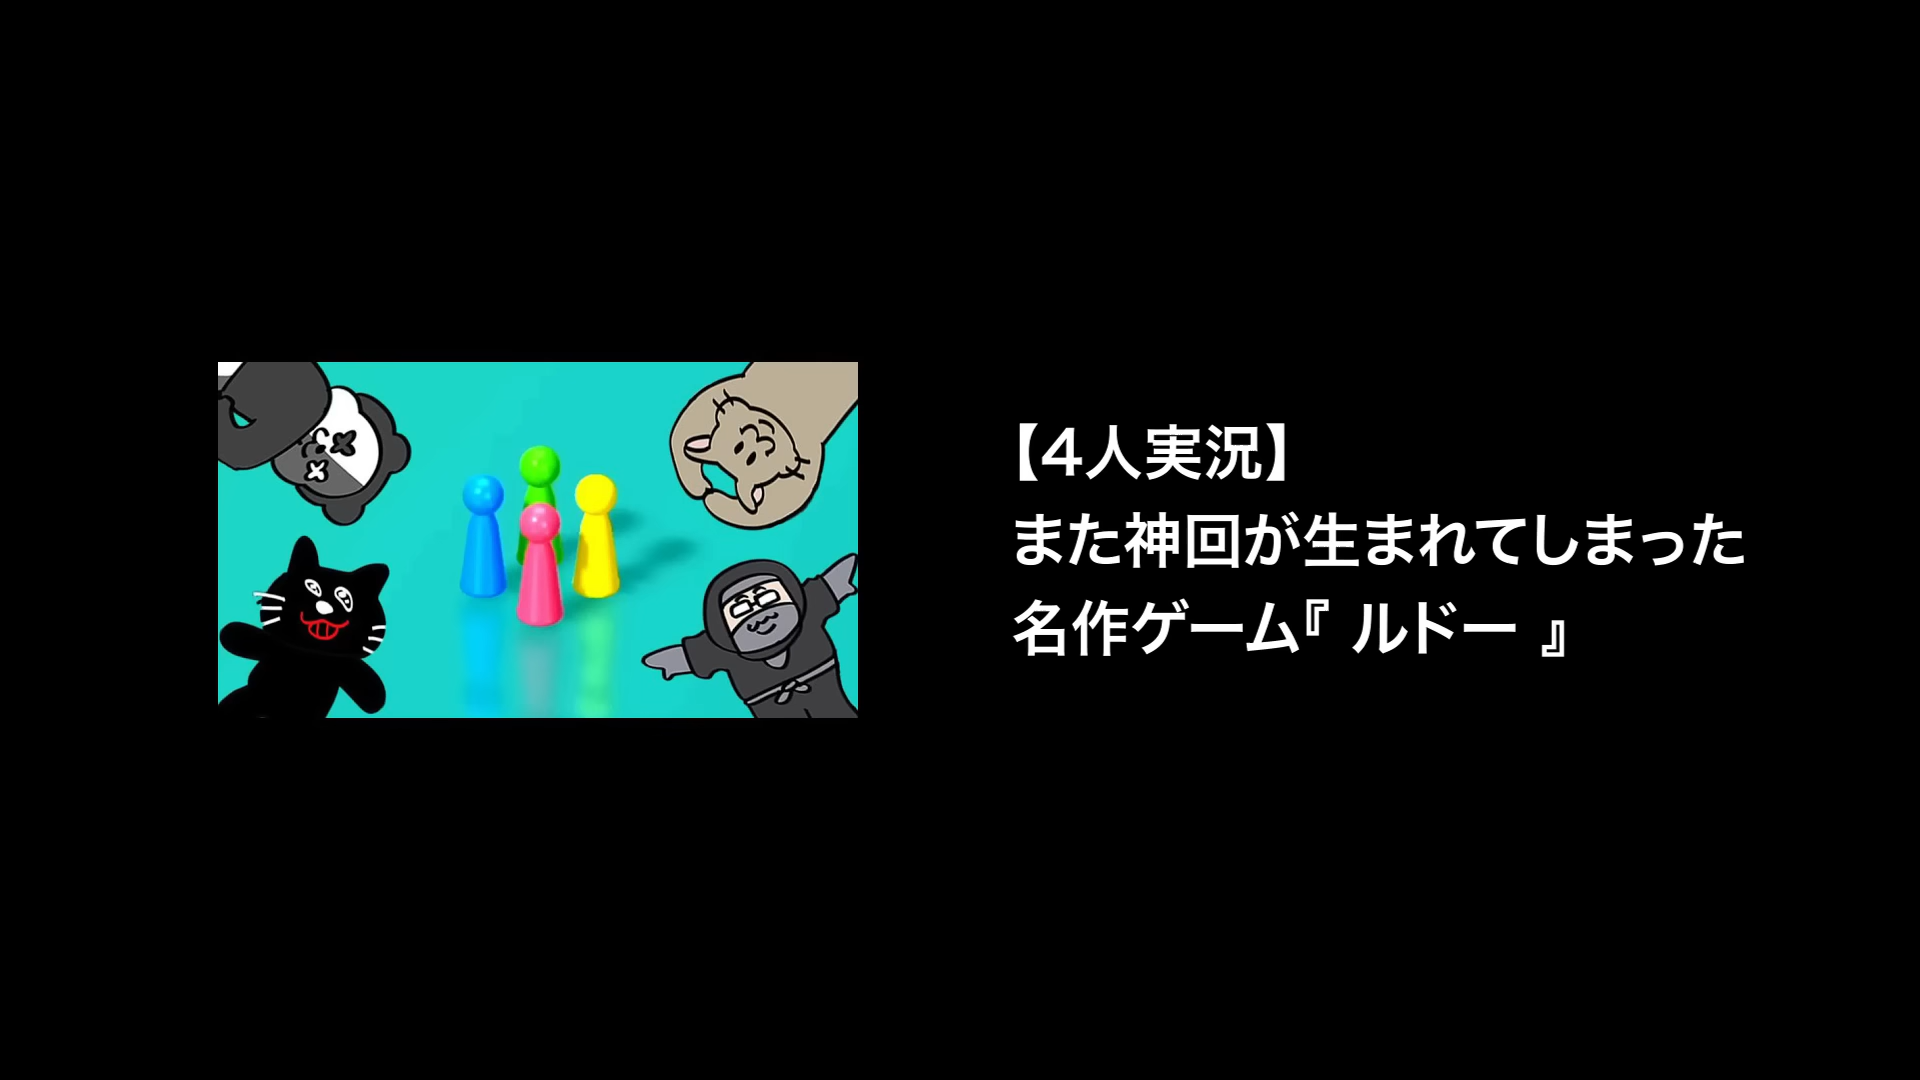 【4人実況】
また神回が生まれてしまった
名作ゲーム『 ルドー 』